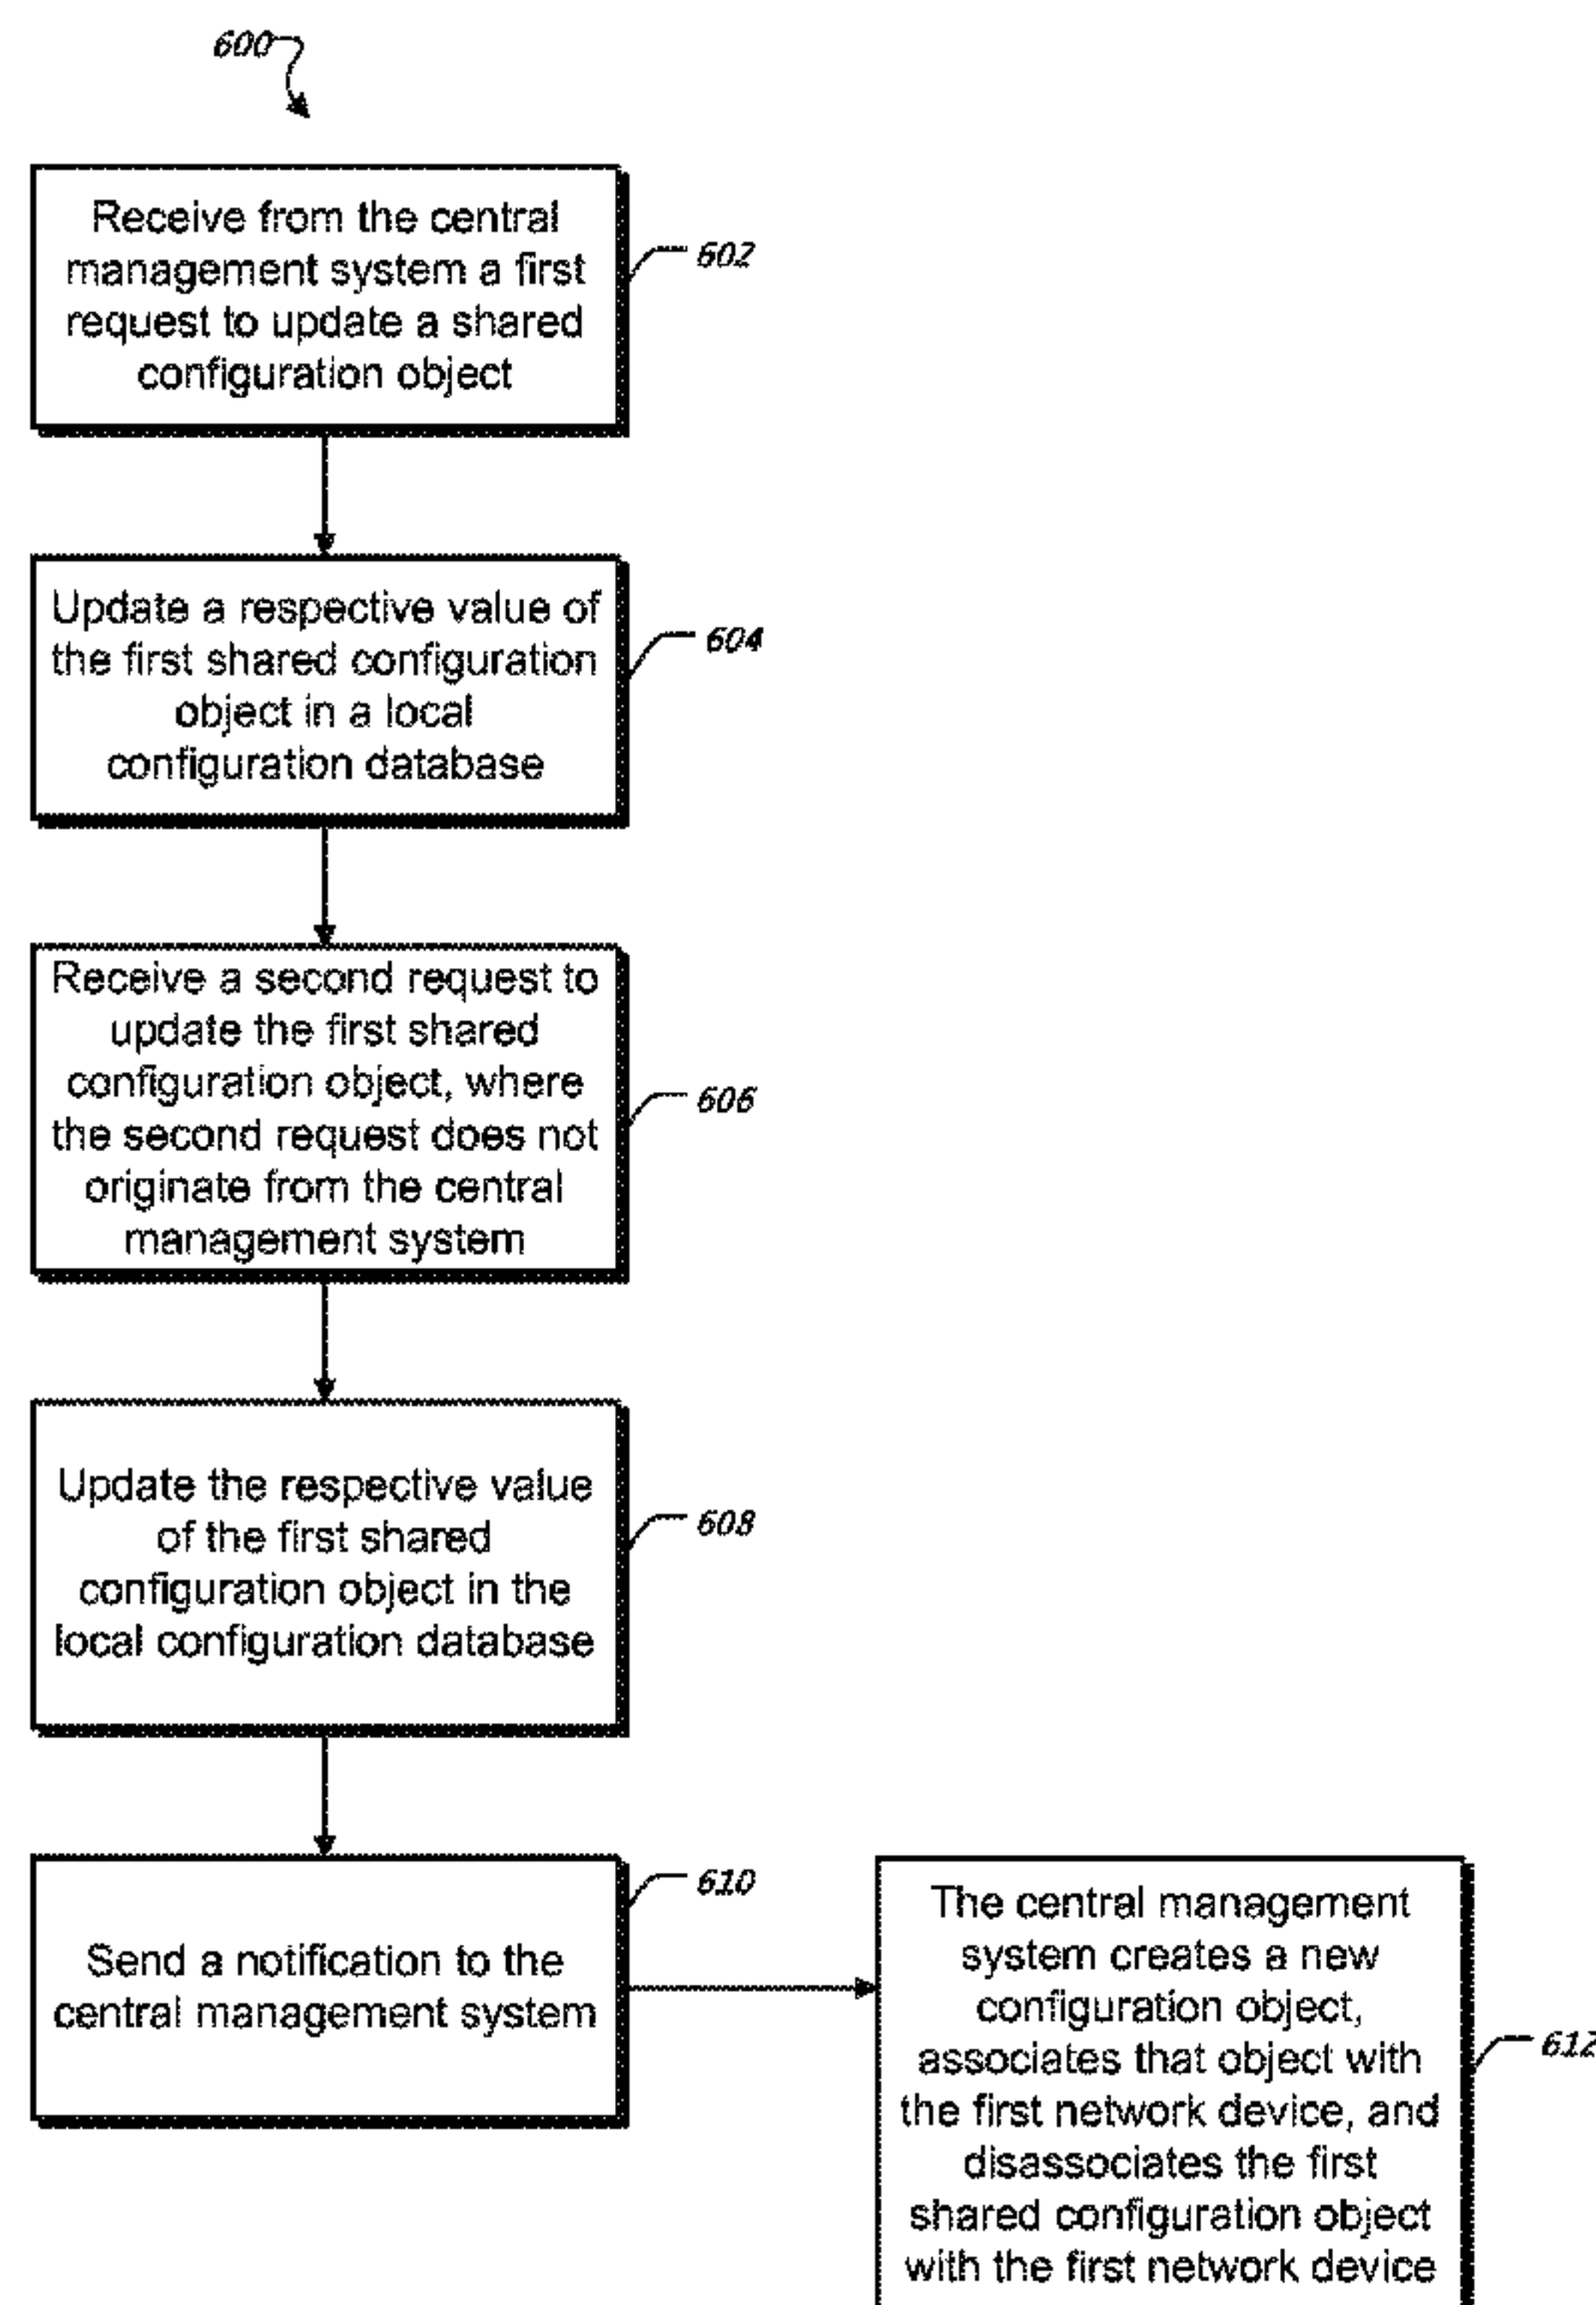 600
Receive from the central
management system a first
request to update a shared
configuration object
602
Update a respective value of
the first shared configuration
object in a local
configuration database
604
Receive a second request to
update the first shared
configuration object, where
the second request does not
originate from the central
management system
606
Update the respective value
of the first shared
configuration object in the
local configuration database
608
Send a notification to the
central management system
610
The central management
system creates a new
configuration object,
associates that object with
the first network device, and
disassociates the first
shared configuration object
with the first network device
612